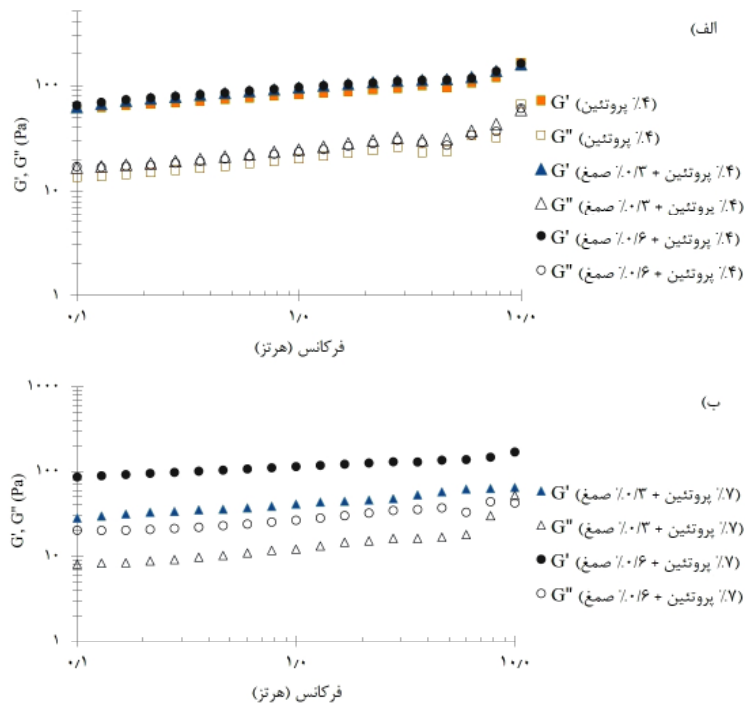 الف)
G', G" (Pa)
۱۰۰
۱۰
۱
۰/۱
۱/۰
۱۰/۰
فرکانس (هرتز)
G' (۴٪ پروتئین)
G" (۴٪ پروتئین)
G' (۴٪ پروتئین + ۰/۳٪ صمغ)
G" (۴٪ پروتئین + ۰/۳٪ صمغ)
G' (۴٪ پروتئین + ۰/۶٪ صمغ)
G" (۴٪ پروتئین + ۰/۶٪ صمغ)
ب)
G', G" (Pa)
۱۰۰۰
۱۰۰
۱۰
۱
۰/۱
۱/۰
۱۰/۰
فرکانس (هرتز)
G' (۷٪ پروتئین + ۰/۳٪ صمغ)
G" (۷٪ پروتئین + ۰/۳٪ صمغ)
G' (۷٪ پروتئین + ۰/۶٪ صمغ)
G" (۷٪ پروتئین + ۰/۶٪ صمغ)